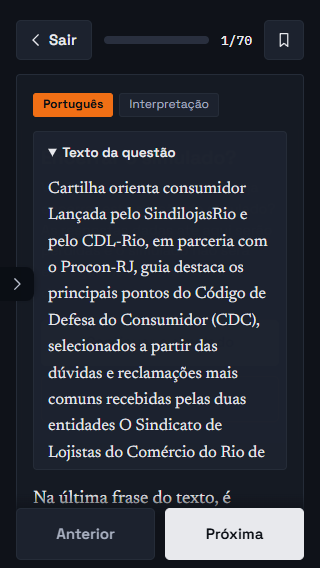 Sair
1/70
Português
Interpretação
Texto da questão
Cartilha orienta consumidor
Lançada pelo SindilojasRio e
pelo CDL-Rio, em parceria com
o Procon-RJ, guia destaca os
principais pontos do Código de
Defesa do Consumidor (CDC),
selecionados a partir das
dúvidas e reclamações mais
comuns recebidas pelas duas
entidades O Sindicato de
Lojistas do Comércio do Rio de
Na última frase do texto, é
Anterior
Próxima